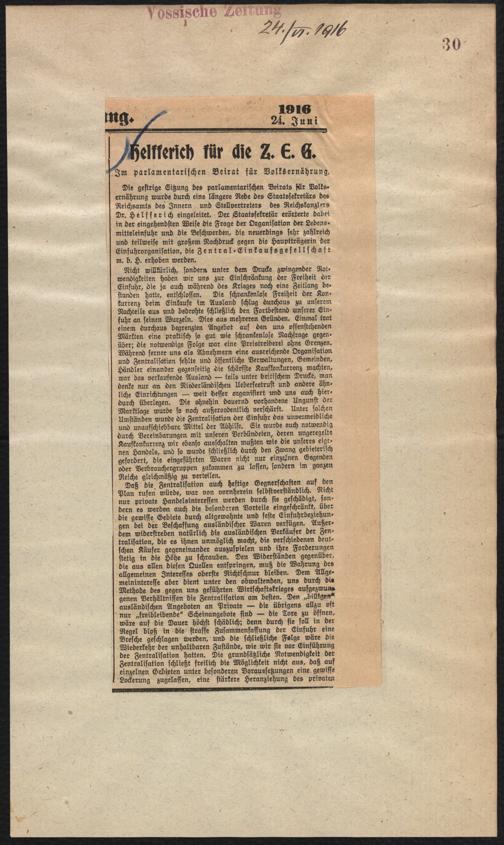 Vossische Zeitung
24./VI. 1916
30
ng.
1916
24. Juni
Helfferich für die Z. E. G.
Im parlamentarischen Beirat für Volksernährung.
Die gestrige Sitzung des parlamentarischen Beirats für Volks-
ernährung wurde durch eine längere Rede des Staatssekretärs des
Reichsamts des Innern und Stellvertreters des Reichskanzlers
Dr. Helfferich eingeleitet. Der Staatssekretär erörterte dabei
in der eingehendsten Weise die Frage der Organisation der Lebens-
mitteleinfuhr und die Beschwerden, die neuerdings sehr zahlreich
und teilweise mit großem Nachdruck gegen die Hauptträgerin der
Einfuhrorganisation, die Zentral-Einkaufsgesellschaft
m. b. H. erhoben werden.
Nicht willkürlich, sondern unter dem Drucke zwingender Not-
wendigkeiten haben wir uns zur Einschränkung der Freiheit der
Einfuhr, die ja auch während des Krieges noch eine Zeitlang be-
standen hatte, entschlossen. Die schrankenlose Freiheit der Kon-
kurrenz beim Einkaufe im Ausland schlug durchaus zu unserem
Nachteile aus und bedrohte schließlich den Fortbestand unserer Ein-
fuhr an seinen Wurzeln. Dies aus mehreren Gründen. Einmal trat
einem durchaus begrenzten Angebot auf den uns offenstehenden
Märkten eine praktisch so gut wie schrankenlose Nachfrage gegen-
über; die notwendige Folge war eine Preistreiberei ohne Grenzen.
Während ferner uns als Abnehmern eine ausreichende Organisation
und Zentralisation fehlte und öffentliche Verwaltungen, Gemeinden,
Händler einander gegenseitig die schärfste Kaufkonkurrenz machten,
war das verkaufende Ausland — teils unter britischem Drucke, man
denke nur an den Niederländischen Ueberseetrust und andere ähn-
liche Einrichtungen — weit besser organisiert und uns auch hier-
durch überlegen. Die ohnehin dauernd vorhandene Ungunst der
Marktlage wurde so noch außerordentlich verschärft. Unter solchen
Umständen wurde die Zentralisation der Einfuhr das unvermeidliche
und unaufschiebbare Mittel der Abhilfe. Sie wurde auch notwendig
durch Vereinbarungen mit unseren Verbündeten, deren ungeregelte
Kaufkonkurrenz wir ebenso ausschalten mußten wie die unseres eige-
nen Handels, und so wurde schließlich durch den Zwang gebieterisch
gefordert, die eingeführten Waren nicht nur einzelnen Gegenden
oder Verbrauchergruppen zukommen zu lassen, sondern im ganzen
Reiche gleichmäßig zu verteilen.
Daß die Zentralisation auch heftige Gegnerschaften auf den
Plan rufen würde, war von vornherein selbstverständlich. Nicht
nur private Handelsinteressen werden durch sie geschädigt, son-
dern es werden auch die besonderen Vorteile eingeschränkt, über
die gewisse Gebiete durch altgewohnte und feste Einfuhrbeziehun-
gen bei der Beschaffung ausländischer Waren verfügen. Außer-
dem widerstreben natürlich die ausländischen Verkäufer der Zen-
tralisation, die es ihnen unmöglich macht, die verschiedenen deut-
schen Käufer gegeneinander auszuspielen und ihre Forderungen
stetig in die Höhe zu schrauben. Den Widerständen gegenüber,
die aus allen diesen Quellen entspringen, muß die Wahrung des
allgemeinen Interesses oberste Richtschnur bleiben. Dem Allge-
meininteresse aber dient unter den obwaltenden, uns durch die
Methode des gegen uns geführten Wirtschaftskrieges aufgezwun-
genen Verhältnissen die Zentralisation am besten. Den „billigen"
ausländischen Angeboten an Private — die übrigens allzu oft
nur „freibleibende" Scheinangebote sind — die Tore zu öffnen,
wäre auf die Dauer höchst schädlich; denn durch sie soll in der
Regel bloß in die straffe Zusammenfassung der Einfuhr eine
Bresche geschlagen werden, und die schließliche Folge wäre die
Wiederkehr der unhaltbaren Zustände, wie wir sie vor Einführung
der Zentralisation hatten. Die grundsätzliche Notwendigkeit der
Zentralisation schließt freilich die Möglichkeit nicht aus, daß auf
einzelnen Gebieten unter besonderen Voraussetzungen eine gewisse
Lockerung zugelassen, eine stärkere Heranziehung des privaten